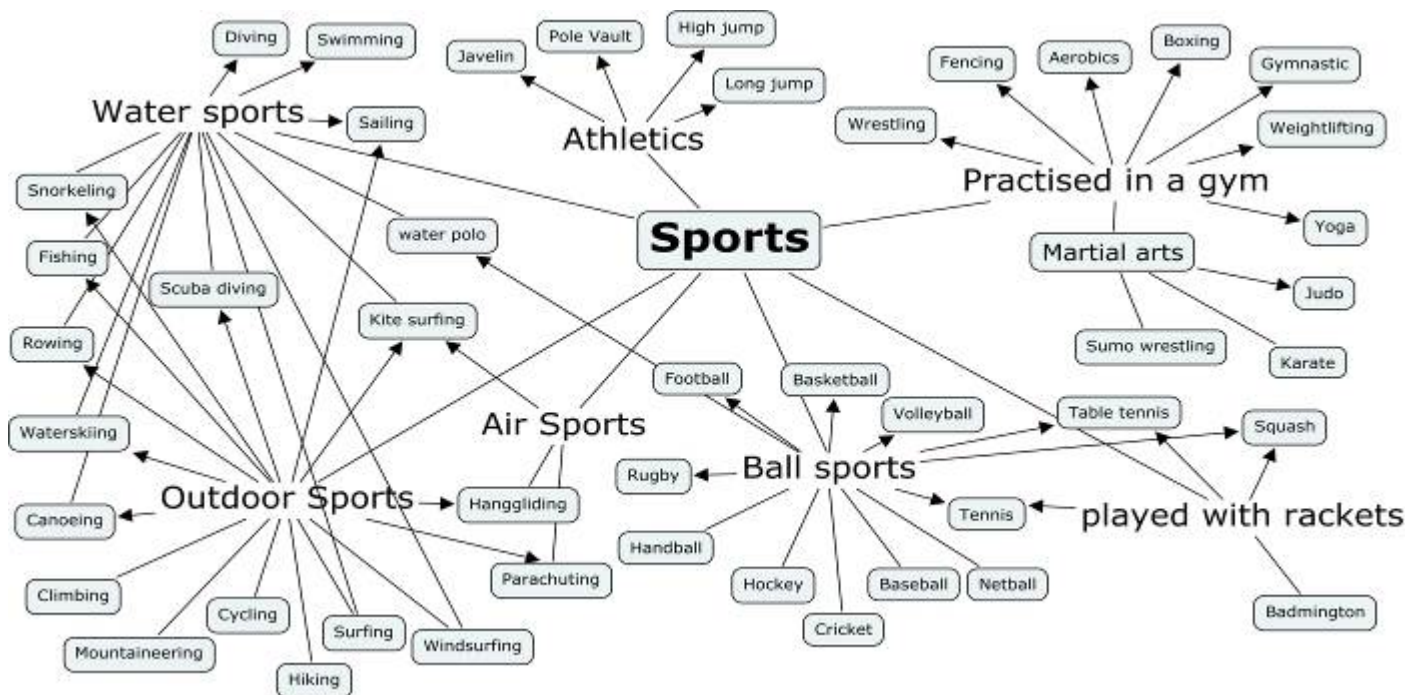 Diving
Swimming
Javelin
Pole Vault
High jump
Long jump
Fencing
Aerobics
Boxing
Gymnastic
Water sports
Sailing
Athletics
Wrestling
Weightlifting
Practised in a gym
Snorkeling
water polo
Sports
Yoga
Fishing
Martial arts
Scuba diving
Judo
Kite surfing
Rowing
Sumo wrestling
Karate
Football
Basketball
Volleyball
Table tennis
Squash
Waterskiing
Air Sports
Rugby
Ball sports
Outdoor Sports
Hanggliding
Canoeing
Tennis
played with rackets
Handball
Parachuting
Hockey
Baseball
Netball
Climbing
Cycling
Surfing
Windsurfing
Cricket
Badmington
Mountaineering
Hiking